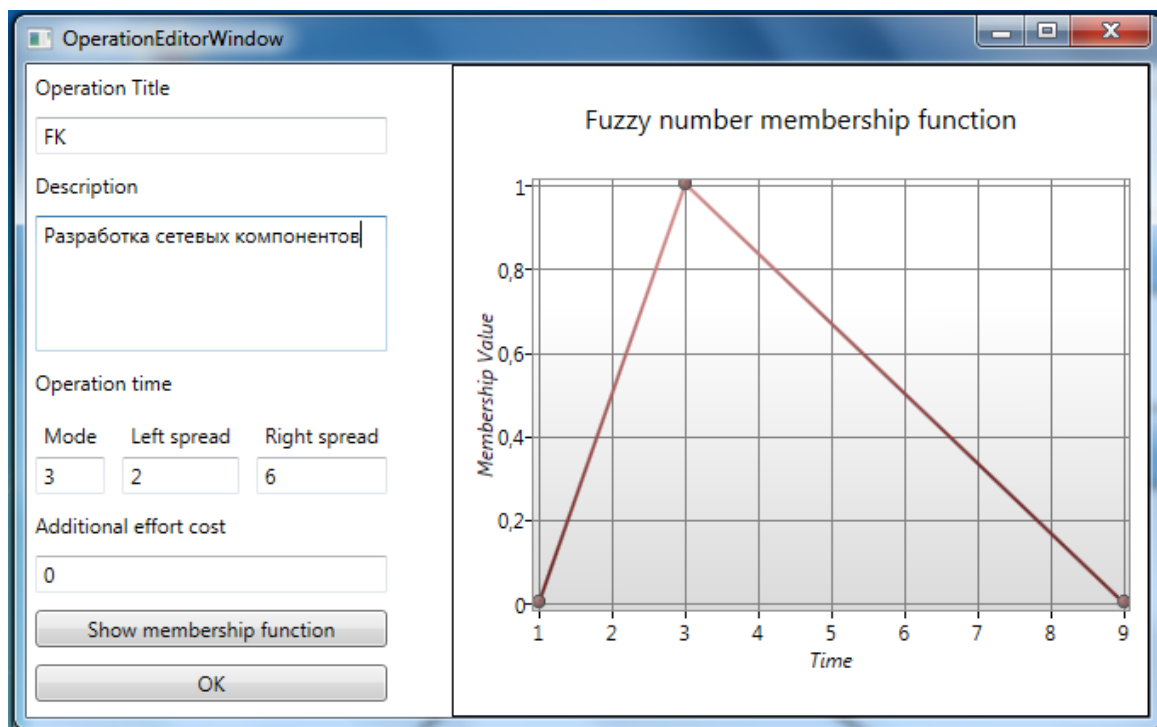 OperationEditorWindow
Operation Title
FK
Description
Разработка сетевых компонентов
Operation time
Mode Left spread Right spread
3 2 6
Additional effort cost
0
Show membership function
OK
Fuzzy number membership function
Membership Value
1
0,8
0,6
0,4
0,2
0
1 2 3 4 5 6 7 8 9
Time